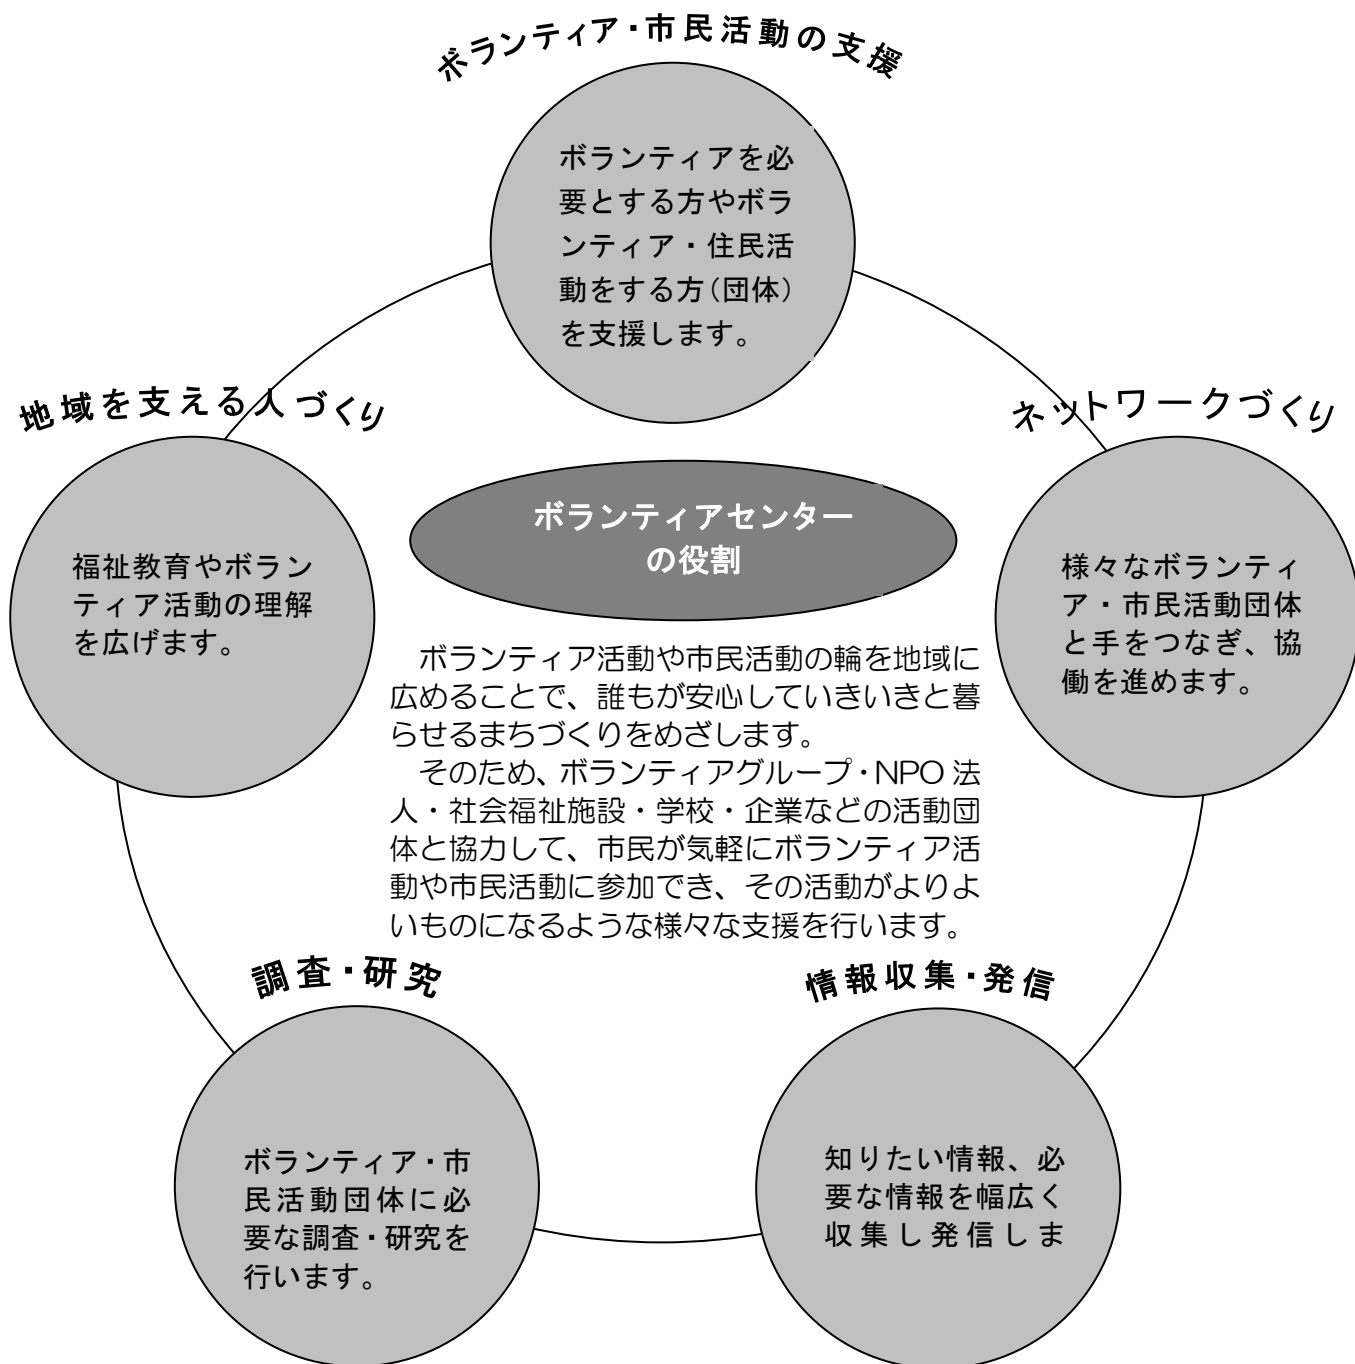 ボランティア・市民活動の支援
ボランティアを必
要とする方やボラ
ンティア・住民活
動をする方(団体)
を支援します。
地域を支える人づくり
福祉教育やボラン
ティア活動の理解
を広げます。
ネットワークづくり
様々なボランティ
ア・市民活動団体
と手をつなぎ、協
働を進めます。
ボランティアセンター
の役割
ボランティア活動や市民活動の輪を地域に
広めることで、誰もが安心していきいきと暮
らせるまちづくりをめざします。
そのため、ボランティアグループ・NPO 法
人・社会福祉施設・学校・企業などの活動団
体と協力して、市民が気軽にボランティア活
動や市民活動に参加でき、その活動がよりよ
いものになるような様々な支援を行います。
調査・研究
ボランティア・市
民活動団体に必
要な調査・研究を
行います。
情報収集・発信
知りたい情報、必
要な情報を幅広く
収集し発信しま